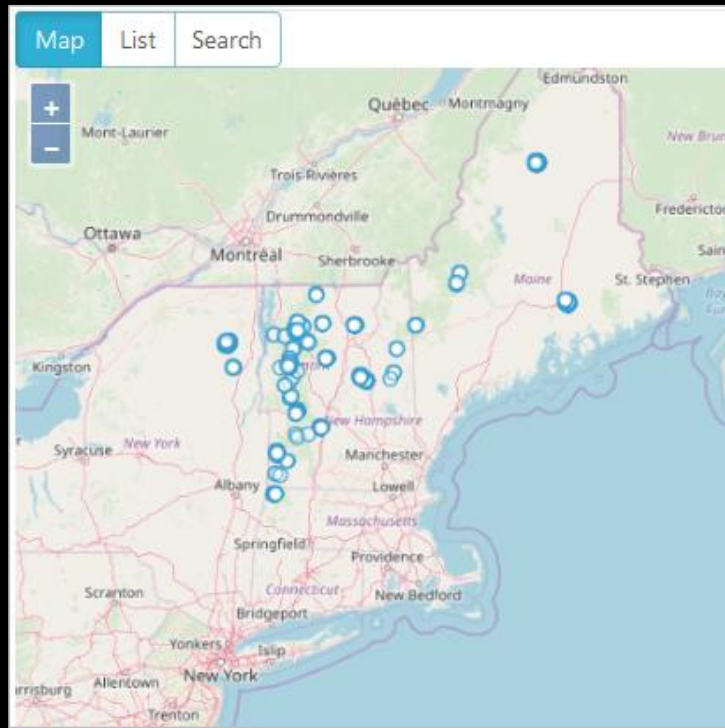 Map List Search
+
−
Edmundston
Québec Montmagny
Mont-Laurier
New Brun
Trois-Rivières
Drummondville
Fredericton
Ottawa
Montréal
Sherbrooke
Sain
Maine
St. Stephen
Kingston
New Hampshire
Syracuse
New York
Manchester
Albany
Lowell
Massachusetts
Springfield
Providence
Scranton
Connecticut
New Bedford
Bridgeport
Yonkers
Islip
New York
Allentown
arrisburg
Trenton